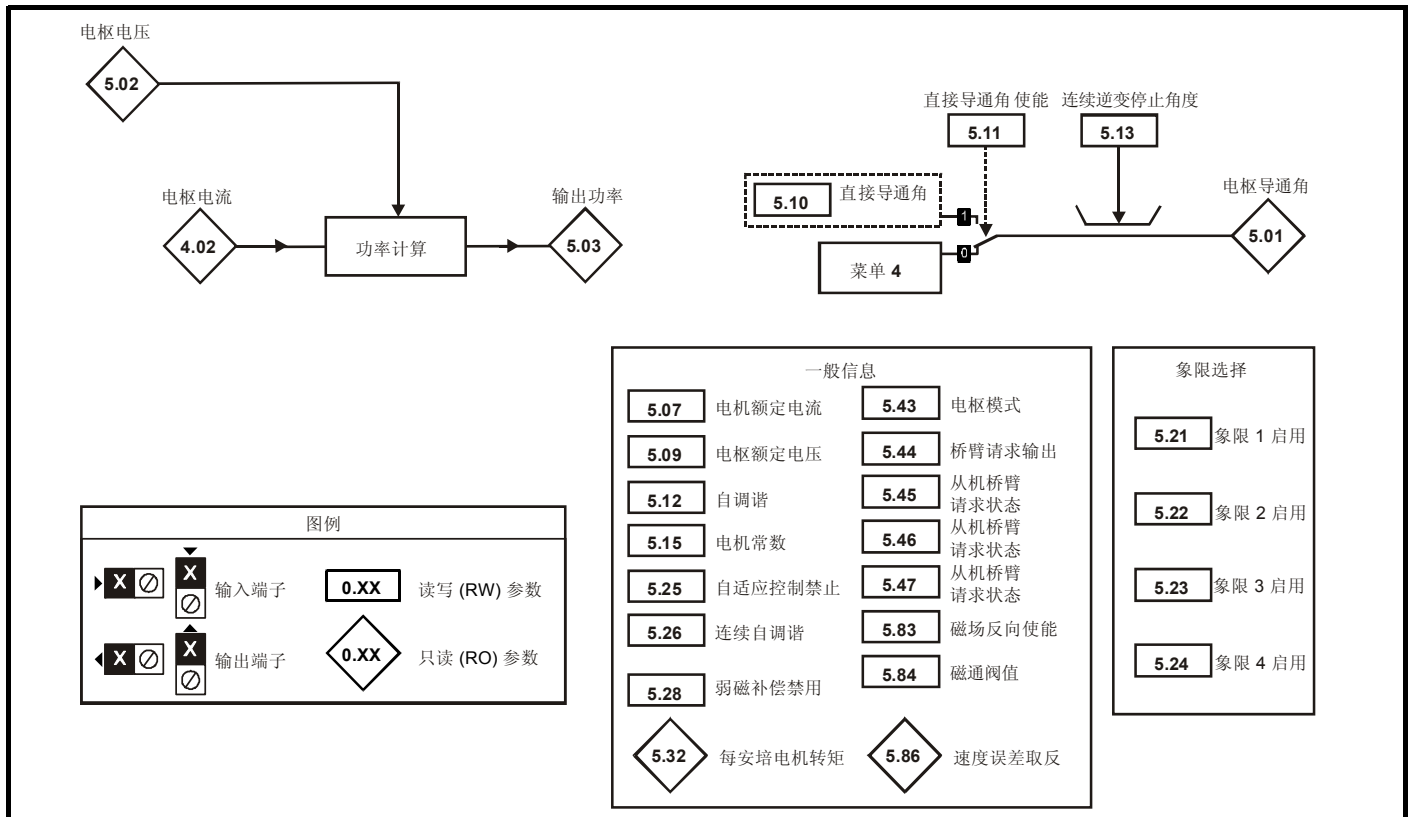 电枢电压
5.02
电枢电流
4.02
功率计算
输出功率
5.03
直接导通角 使能
5.11
连续逆变停止角度
5.13
5.10
直接导通角
1
0
菜单 4
电枢导通角
5.01
图例
X
X
输入端子
0.XX
读写 (RW) 参数
X
X
输出端子
0.XX
只读 (RO) 参数
一般信息
5.07
电机额定电流
5.09
电枢额定电压
5.12
自调谐
5.15
电机常数
5.25
自适应控制禁止
5.26
连续自调谐
5.28
弱磁补偿禁用
5.32
每安培电机转矩
5.43
电枢模式
5.44
桥臂请求输出
5.45
从机桥臂
请求状态
5.46
从机桥臂
请求状态
5.47
从机桥臂
请求状态
5.83
磁场反向使能
5.84
磁通阀值
5.86
速度误差取反
象限选择
5.21
象限 1 启用
5.22
象限 2 启用
5.23
象限 3 启用
5.24
象限 4 启用